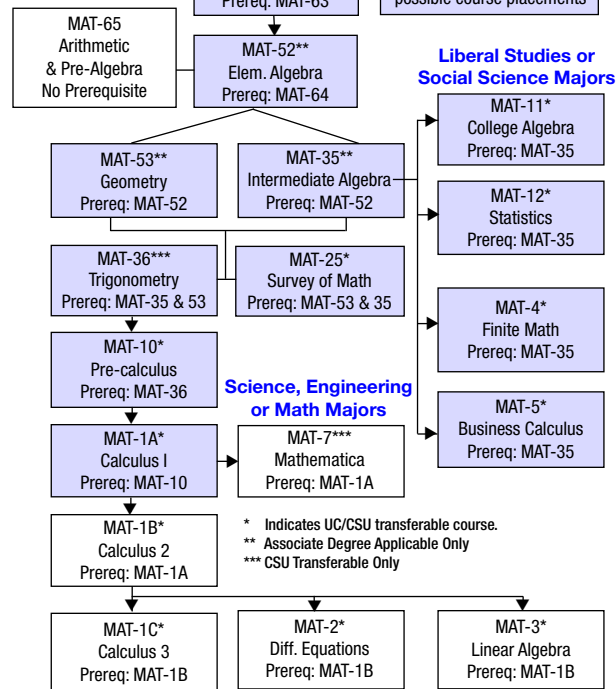 Prereq: MAT-63
possible course placements
MAT-65
Arithmetic
& Pre-Algebra
No Prerequisite
MAT-52**
Elem. Algebra
Prereq: MAT-64
Liberal Studies or
Social Science Majors
MAT-11*
College Algebra
Prereq: MAT-35
MAT-53**
Geometry
Prereq: MAT-52
MAT-35**
Intermediate Algebra
Prereq: MAT-52
MAT-12*
Statistics
Prereq: MAT-35
MAT-36***
Trigonometry
Prereq: MAT-35 & 53
MAT-25*
Survey of Math
Prereq: MAT-53 & 35
MAT-4*
Finite Math
Prereq: MAT-35
MAT-10*
Pre-calculus
Prereq: MAT-36
Science, Engineering
or Math Majors
MAT-5*
Business Calculus
Prereq: MAT-35
MAT-1A*
Calculus I
Prereq: MAT-10
MAT-7***
Mathematica
Prereq: MAT-1A
MAT-1B*
Calculus 2
Prereq: MAT-1A
* Indicates UC/CSU transferable course.
** Associate Degree Applicable Only
*** CSU Transferable Only
MAT-1C*
Calculus 3
Prereq: MAT-1B
MAT-2*
Diff. Equations
Prereq: MAT-1B
MAT-3*
Linear Algebra
Prereq: MAT-1B